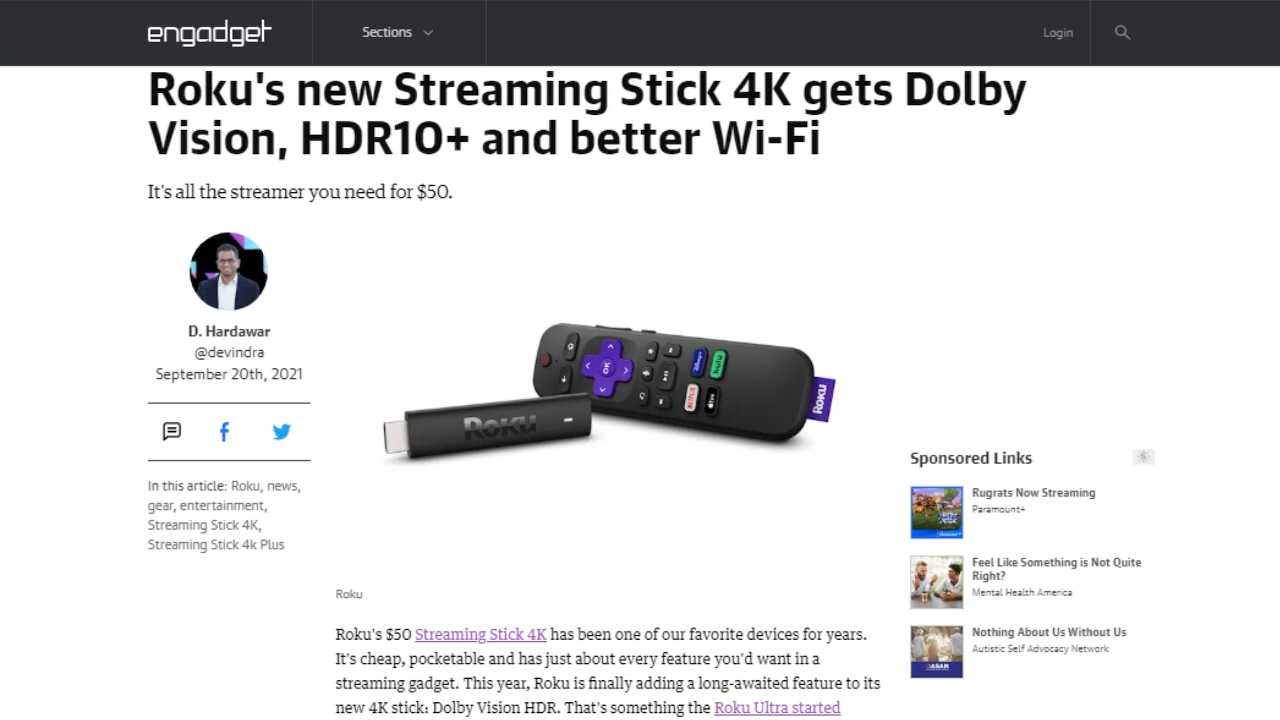 engadget
Sections
Login
Roku's new Streaming Stick 4K gets Dolby
Vision, HDR10+ and better Wi-Fi
It's all the streamer you need for $50.
D. Hardawar
@devindra
September 20th, 2021
In this article: Roku, news,
gear, entertainment,
Streaming Stick 4K,
Streaming Stick 4k Plus
OK
Disney+
hulu
NETFLIX
Roku
Roku
Roku
Roku's $50 Streaming Stick 4K has been one of our favorite devices for years.
It's cheap, pocketable and has just about every feature you'd want in a
streaming gadget. This year, Roku is finally adding a long-awaited feature to its
new 4K stick: Dolby Vision HDR. That's something the Roku Ultra started
Sponsored Links
Rugrats Now Streaming
Paramount+
Feel Like Something is Not Quite
Right?
Mental Health America
Nothing About Us Without Us
Autistic Self Advocacy Network
ASAN